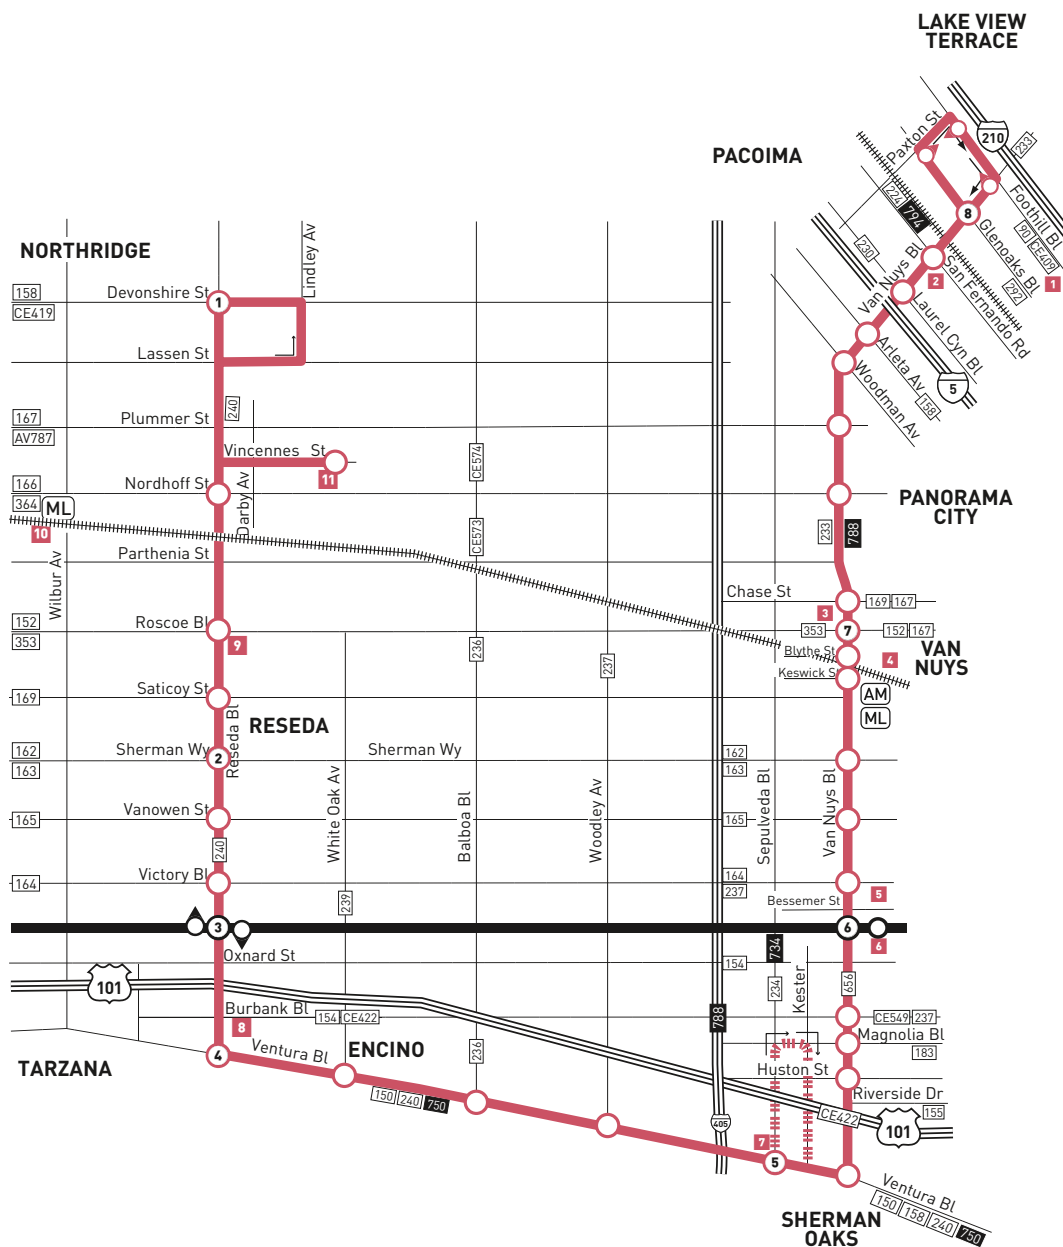 LAKE VIEW
TERRACE
210
233
Paxton St
PACOIMA
224
794
8
Foothill Bl
90
CE409
1
Glenoaks Bl
292
230
Van Nuys Bl
2
San Fernando Rd
NORTHRIDGE
Lindley Av
158
CE419
Devonshire St
1
Laurel Cyn Bl
Arleta Av
158
5
Woodman Av
Lassen St
240
167
AV787
Plummer St
Vincennes St
11
CE574
166
364
ML
Nordhoff St
Darby Av
PANORAMA
CITY
10
CE573
233
788
Wilbur Av
Parthenia St
Chase St
169
167
3
152
353
Roscoe Bl
9
236
237
353
7
152
167
Blythe St
4
VAN
NUYS
Keswick St
169
Saticoy St
AM
ML
Reseda Bl
RESEDA
162
163
Sherman Wy
2
Sherman Wy
162
163
White Oak Av
Balboa Bl
Woodley Av
Sepulveda Bl
Van Nuys Bl
165
Vanowen St
165
240
164
Victory Bl
239
164
237
5
Bessemer St
3
6
6
Oxnard St
154
734
234
Kester
656
101
Burbank Bl
154
CE422
788
CE549
237
8
Magnolia Bl
183
TARZANA
4
Ventura Bl
ENCINO
236
Huston St
150
240
750
Riverside Dr
155
CE422
101
405
7
5
Ventura Bl
150
158
240
750
SHERMAN
OAKS